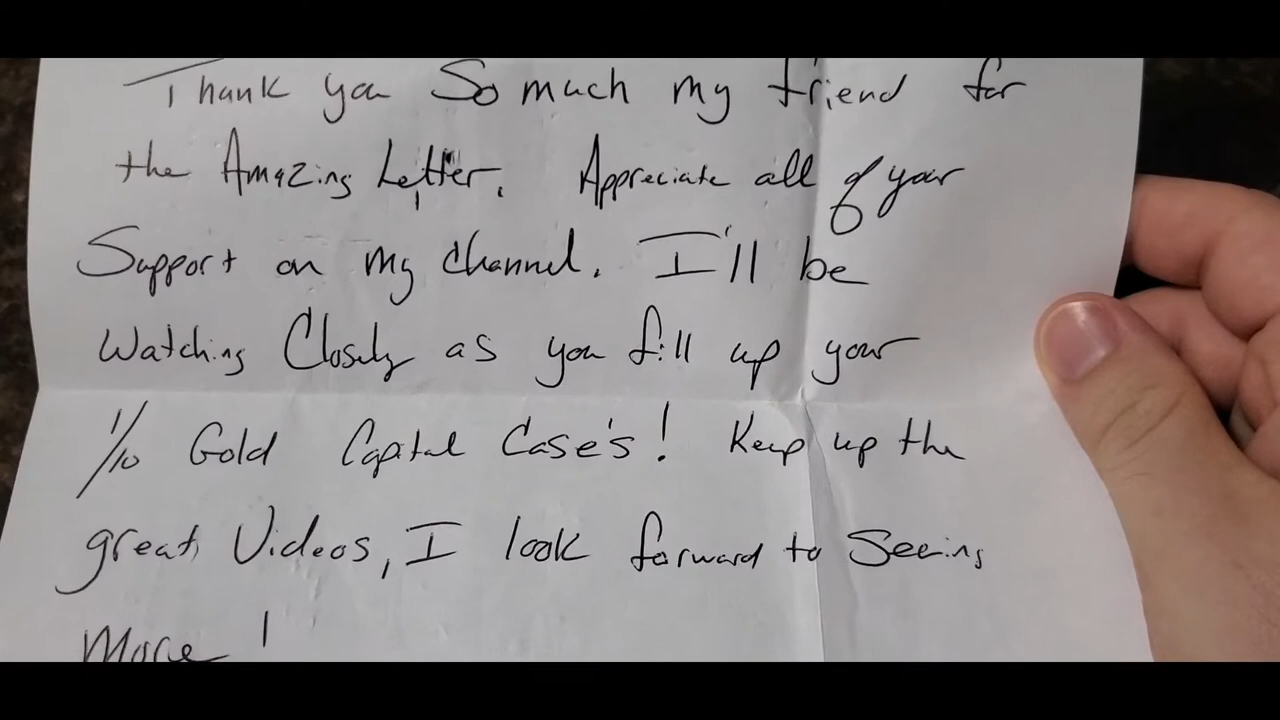 Thank you So much my friend for
the Amazing Letter. Appreciate all of your
Support on my channel. I'll be
Watching Closely as you fill up your
1/10 Gold Capital Case's! Keep up the
great Videos, I look forward to Seeing
More!